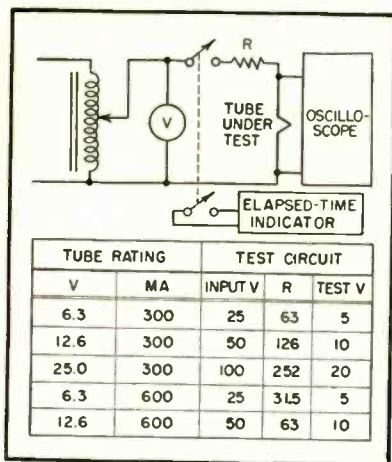 R
V
TUBE
UNDER
TEST
OSCILLO-
SCOPE
ELAPSED-TIME
INDICATOR
TUBE RATING TEST CIRCUIT
V MA INPUT V R TEST V
6.3 300 25 63 5
12.6 300 50 126 10
25.0 300 100 252 20
6.3 600 25 31.5 5
12.6 600 50 63 10